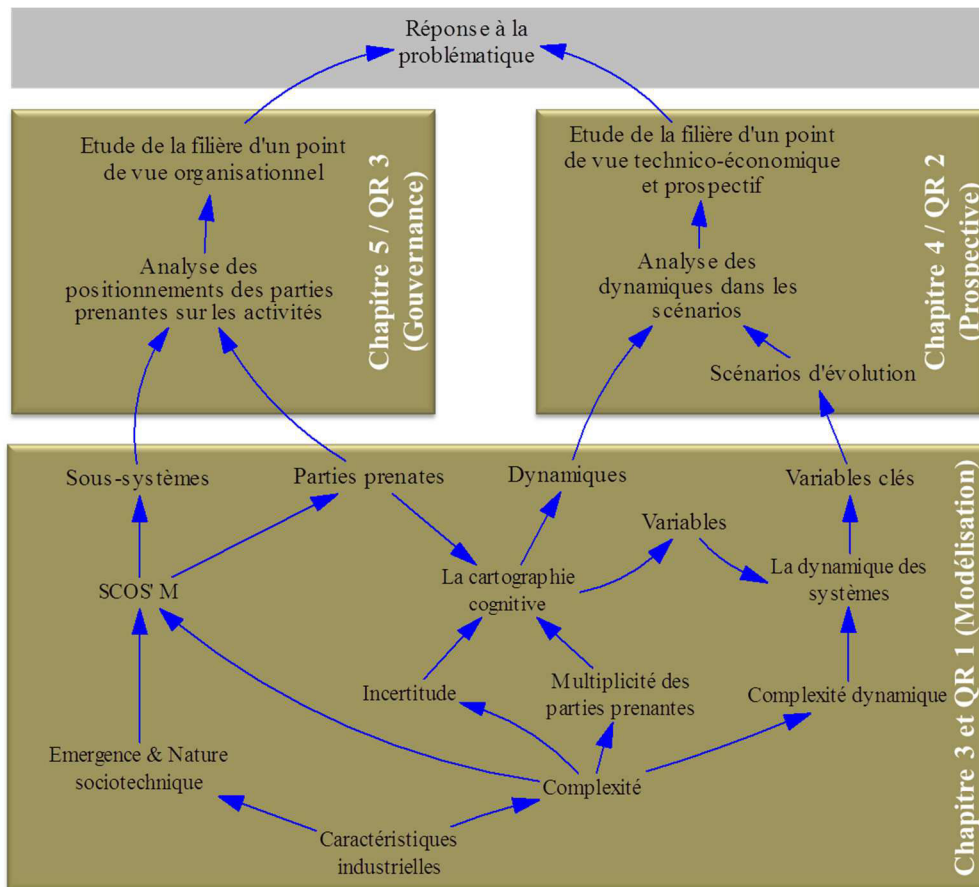 Réponse à la
problématique
Etude de la filière d'un point
de vue organisationnel
Analyse des
positionnements des parties
prenantes sur les activités
Chapitre 5 / QR 3
(Gouvernance)
Etude de la filière d'un point
de vue technico-économique
et prospectif
Analyse des
dynamiques dans les
scénarios
Scénarios d'évolution
Chapitre 4 / QR 2
(Prospective)
Sous-systèmes
Parties prenates
Dynamiques
Variables clés
Variables
SCOS' M
La cartographie
cognitive
La dynamique des
systèmes
Incertitude
Multiplicité des
parties prenantes
Complexité dynamique
Emergence & Nature
sociotechnique
Complexité
Caractéristiques
industrielles
Chapitre 3 et QR 1 (Modélisation)